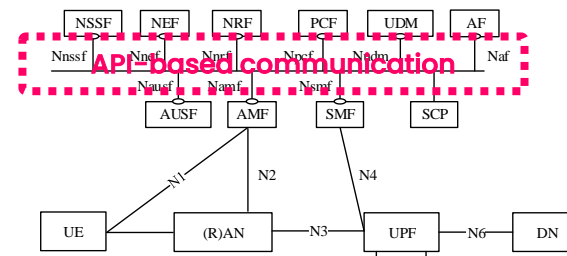 NSSF NEF NRF PCF UDM AF
Nnssf Nnef Nnrf Npcf Nudm Naf
API-based communication
Nausf Namf Nsmf
AUSF AMF SMF SCP
N1 N2 N4
UE (R)AN N3 UPF N6 DN